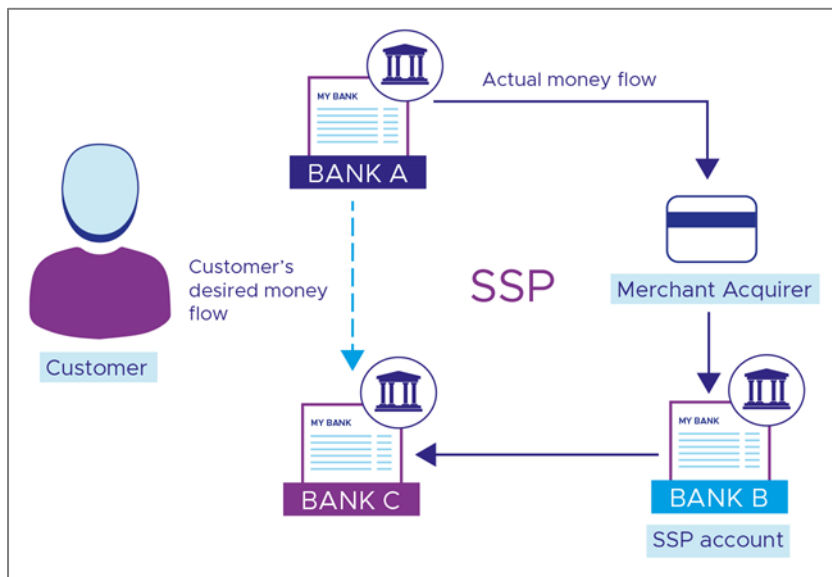 Actual money flow
MY BANK
BANK A
Customer's
desired money
flow
SSP
Merchant Acquirer
Customer
MY BANK
BANK C
MY BANK
BANK B
SSP account